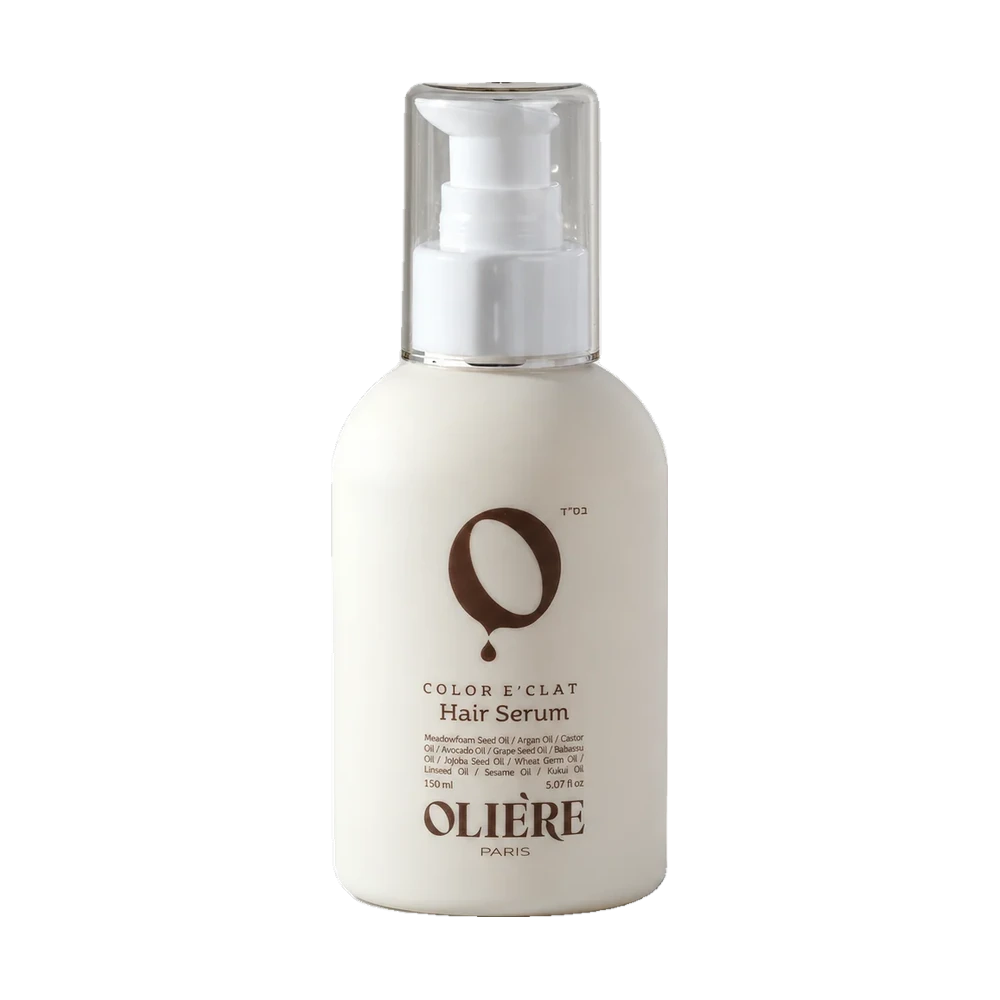 בס"ד
COLOR E'CLAT
Hair Serum
Meadowfoam Seed Oil / Argan Oil / Castor
Oil / Avocado Oil / Grape Seed Oil / Babassu
Oil / Jojoba Seed Oil / Wheat Germ Oil /
Linseed Oil / Sesame Oil / Kukui Oil
150 ml 5.07 fl oz
OLIÈRE
PARIS